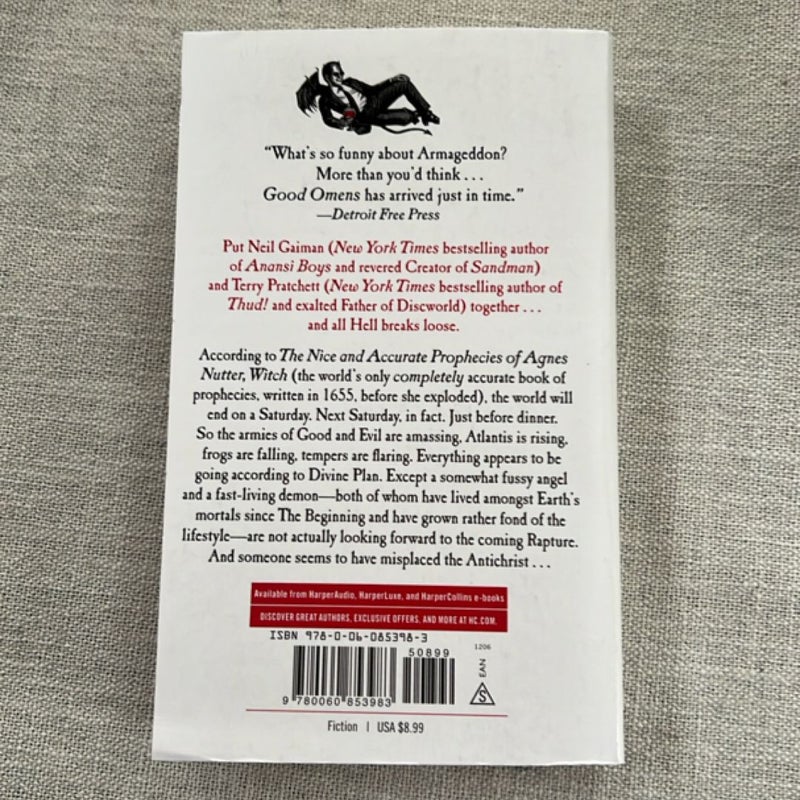 “What’s so funny about Armageddon?
More than you’d think . . .
Good Omens has arrived just in time.”
—Detroit Free Press
Put Neil Gaiman (New York Times bestselling author
of Anansi Boys and revered Creator of Sandman)
and Terry Pratchett (New York Times bestselling author of
Thud! and exalted Father of Discworld) together . . .
and all Hell breaks loose.
According to The Nice and Accurate Prophecies of Agnes
Nutter, Witch (the world’s only completely accurate book of
prophecies, written in 1655, before she exploded), the world will
end on a Saturday. Next Saturday, in fact. Just before dinner.
So the armies of Good and Evil are amassing, Atlantis is rising,
frogs are falling, tempers are flaring. Everything appears to be
going according to Divine Plan. Except a somewhat fussy angel
and a fast-living demon—both of whom have lived amongst Earth’s
mortals since The Beginning and have grown rather fond of the
lifestyle—are not actually looking forward to the coming Rapture.
And someone seems to have misplaced the Antichrist . . .
Available from HarperAudio, HarperLuxe, and HarperCollins e-books
DISCOVER GREAT AUTHORS, EXCLUSIVE OFFERS, AND MORE AT HC.COM.
ISBN 978-0-06-085398-3
50899
1206
EAN
S
9 780060 853983
Fiction | USA $8.99